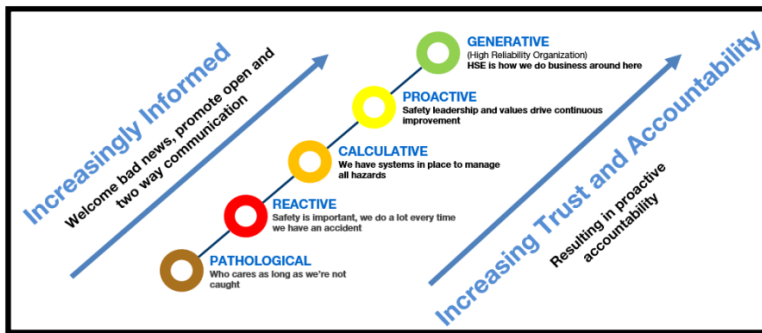 Increasingly Informed
Welcome bad news, promote open and
two way communication
GENERATIVE
(High Reliability Organization)
HSE is how we do business around here
PROACTIVE
Safety leadership and values drive continuous
improvement
CALCULATIVE
We have systems in place to manage
all hazards
REACTIVE
Safety is important, we do a lot every time
we have an accident
PATHOLOGICAL
Who cares as long as we're not
caught
Increasing Trust and Accountability
Resulting in proactive
accountability